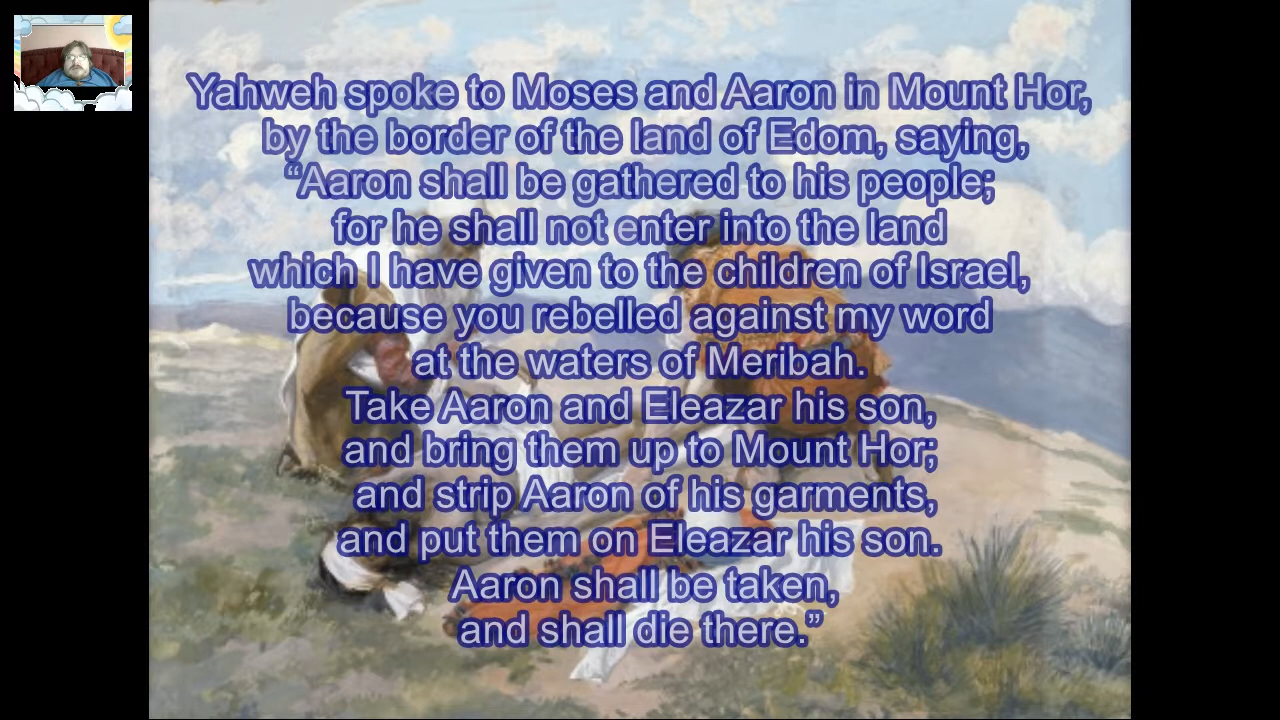 Yahweh spoke to Moses and Aaron in Mount Hor,
by the border of the land of Edom, saying,
“Aaron shall be gathered to his people;
for he shall not enter into the land
which I have given to the children of Israel,
because you rebelled against my word
at the waters of Meribah.
Take Aaron and Eleazar his son,
and bring them up to Mount Hor;
and strip Aaron of his garments,
and put them on Eleazar his son.
Aaron shall be taken,
and shall die there.”